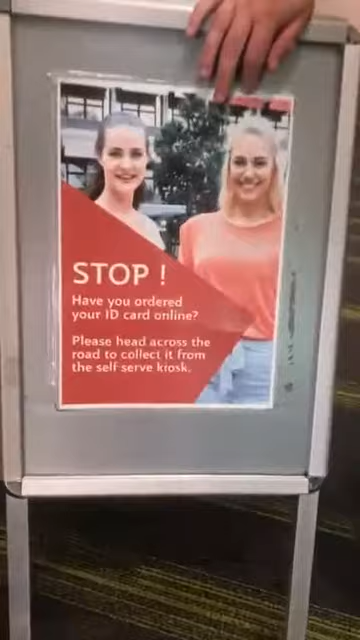 STOP !
Have you ordered
your ID card online?
Please head across the
road to collect it from
the self serve kiosk.